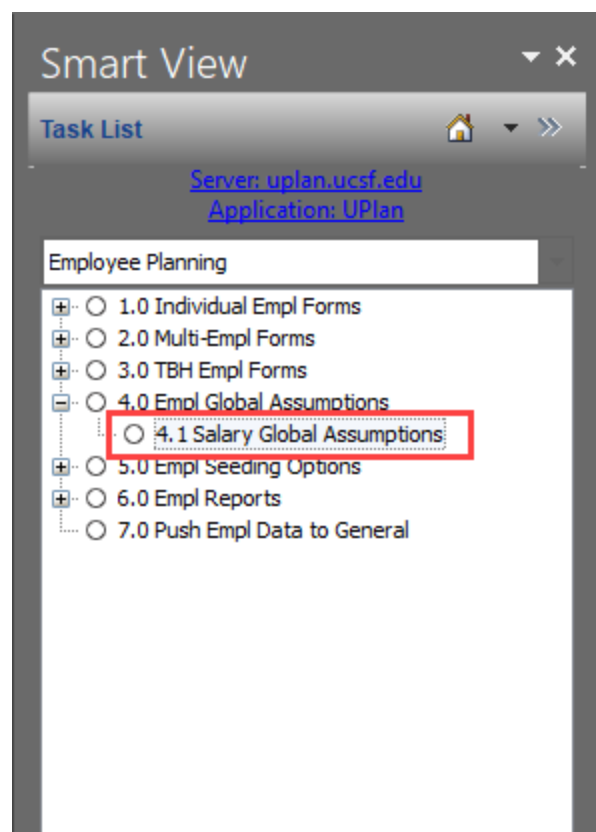 Smart View
Task List
Server: uplan.ucsf.edu
Application: UPlan
Employee Planning
1.0 Individual Empl Forms
2.0 Multi-Empl Forms
3.0 TBH Empl Forms
4.0 Empl Global Assumptions
4.1 Salary Global Assumptions
5.0 Empl Seeding Options
6.0 Empl Reports
7.0 Push Empl Data to General